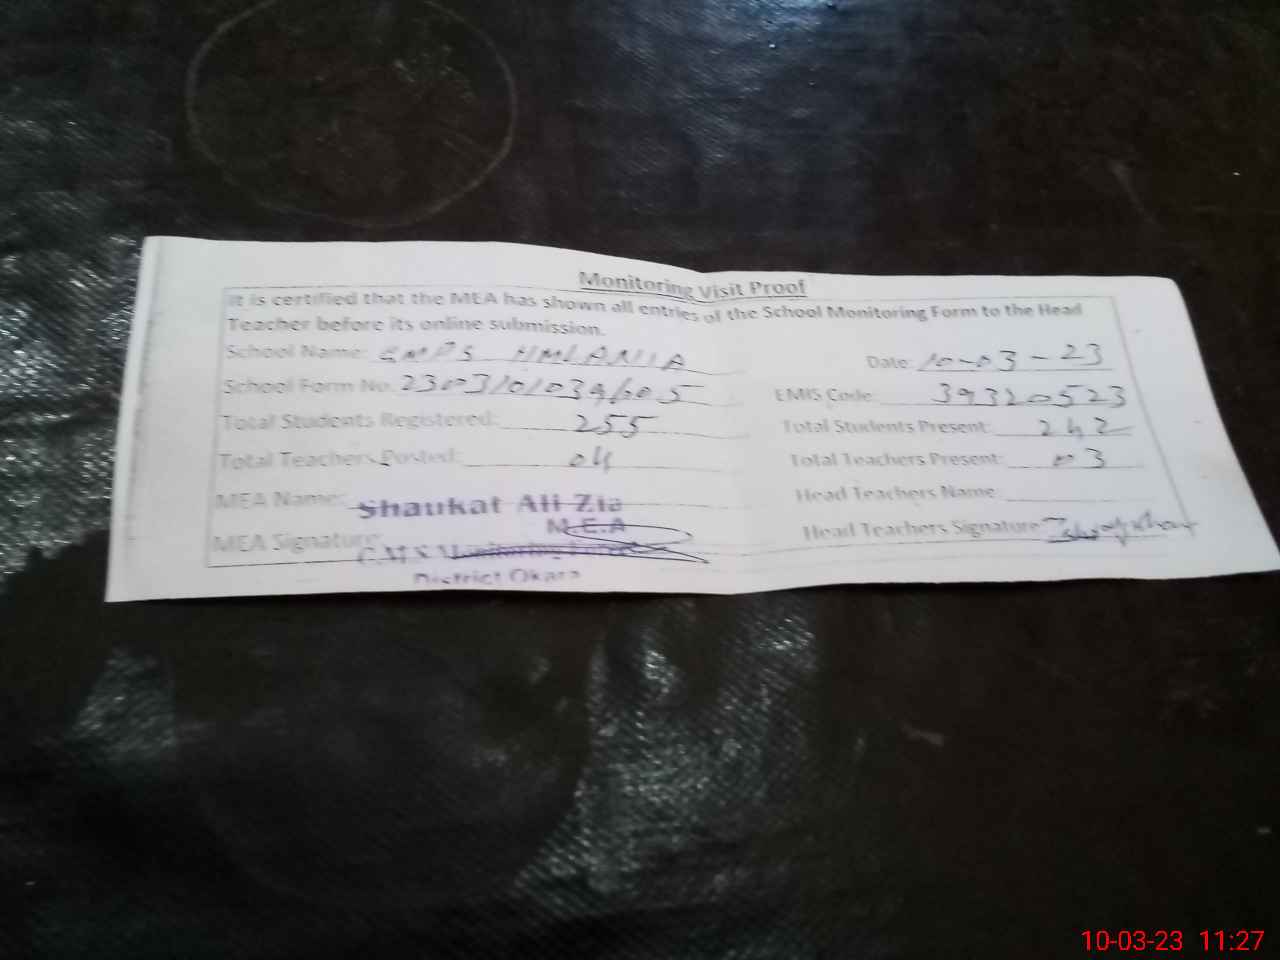 Monitoring Visit Proof
It is certified that the MEA has shown all entries of the School Monitoring Form to the Head
Teacher before its online submission.
School Name: GMPS HMLANIA Date: 10-03-23
School Form No. EMIS Code: 39320523
Total Students Registered: 255 Total Students Present: 242
Total Teachers Posted: 04 Total Teachers Present: 03
MEA Name: Shaukat Ali Zia Head Teachers Name
M.E.A
MEA Signature: Head Teachers Signature
District Okara
10-03-23 11:27